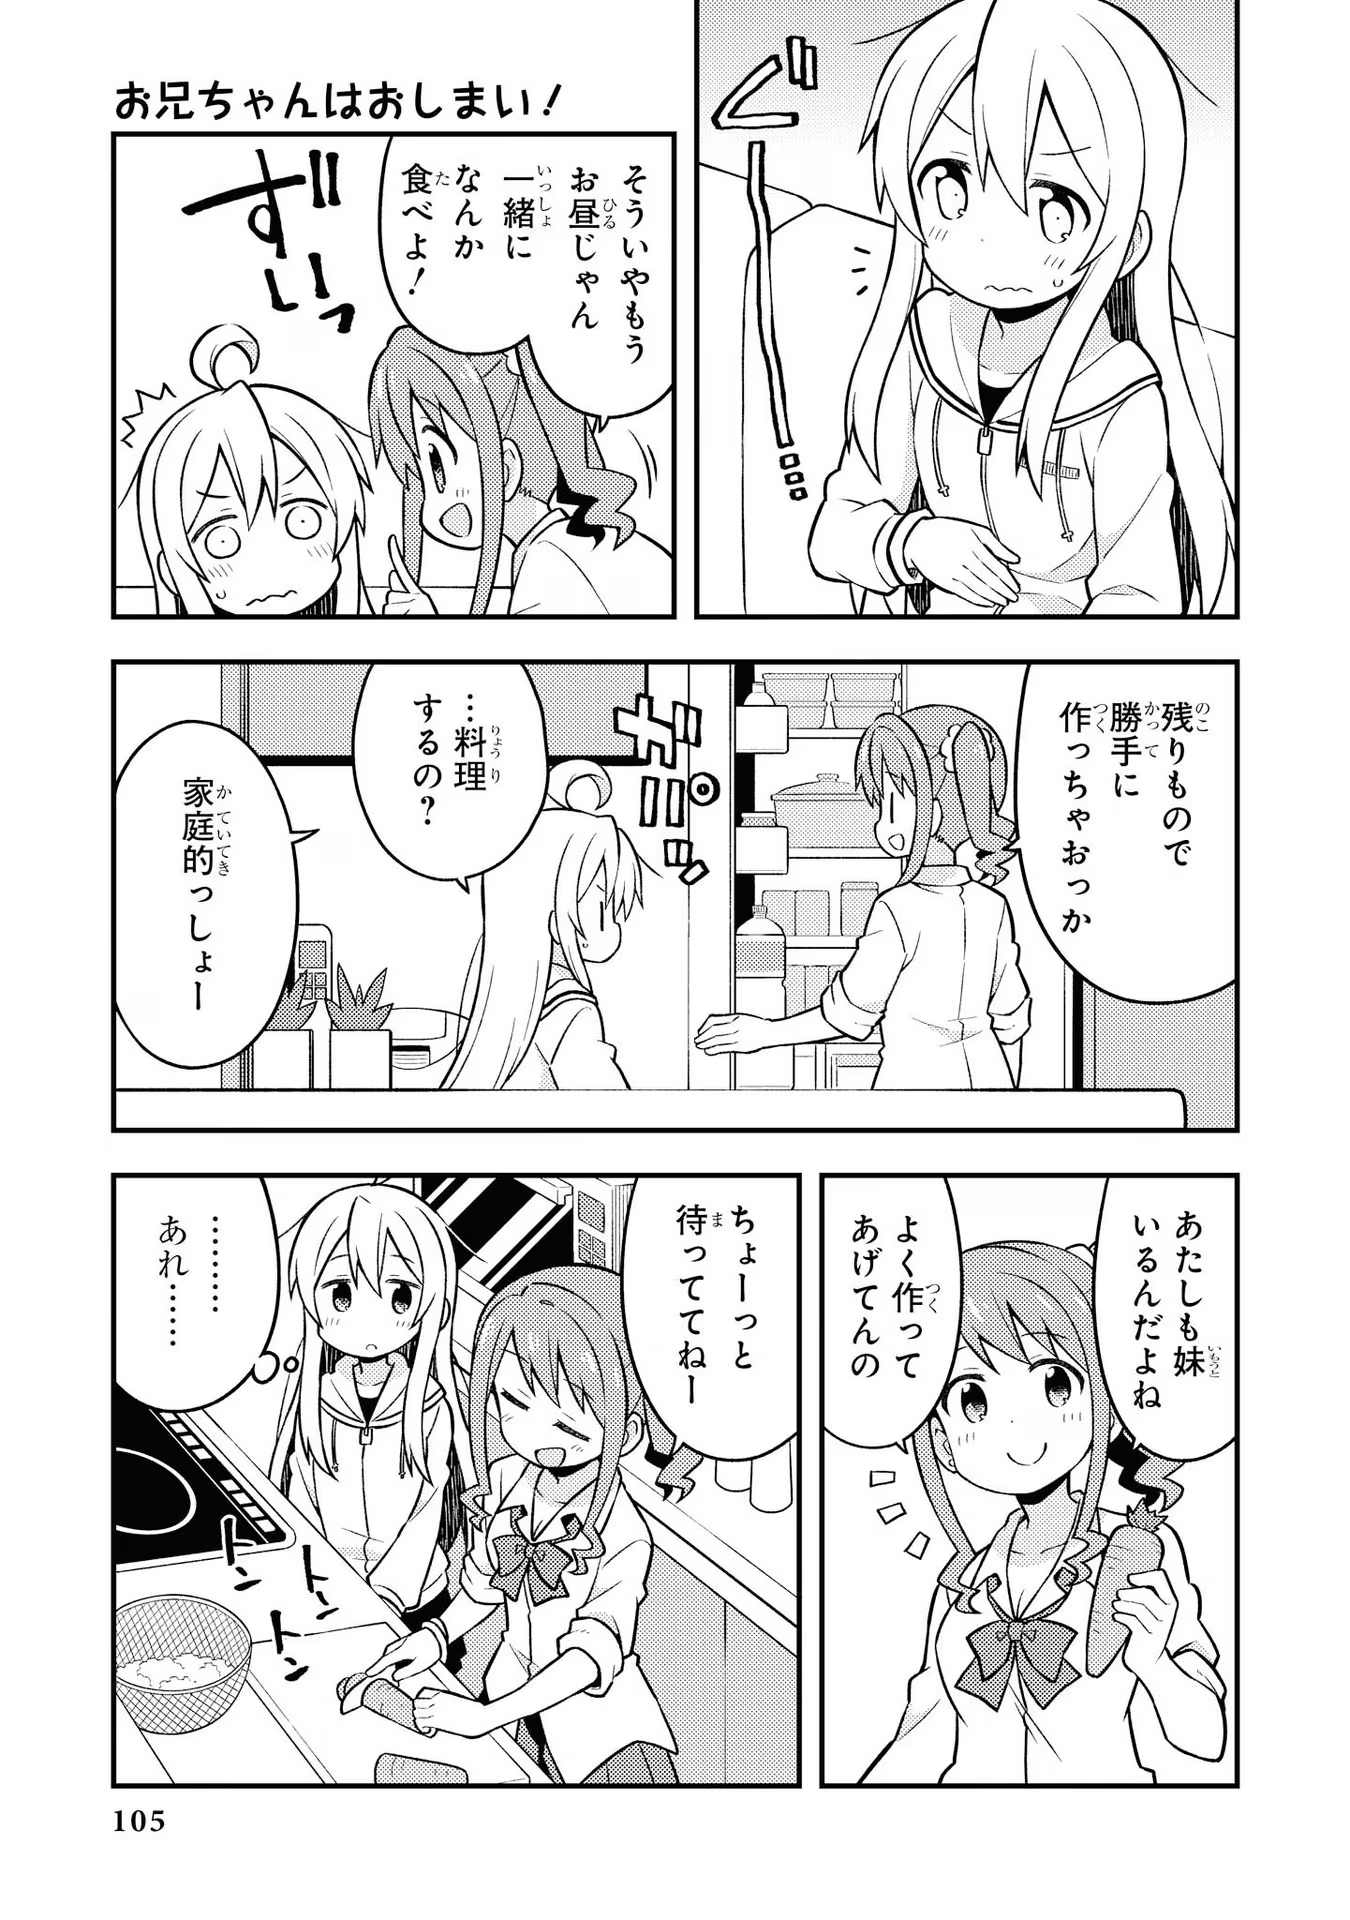 お兄ちゃんはおしまい！
ぐ〜〜
そういやもう
お昼じゃん
一緒に
なんか
食べよ！
ずいっ
残りもので
勝手に
作っちゃおっか
ガパッ
…料理
するの？
家庭的っしょー
あたしも妹
いるんだよね
よく作って
あげてんの
ちょーっと
待っててねー
…………
あれ……
トン
トン
トン
105